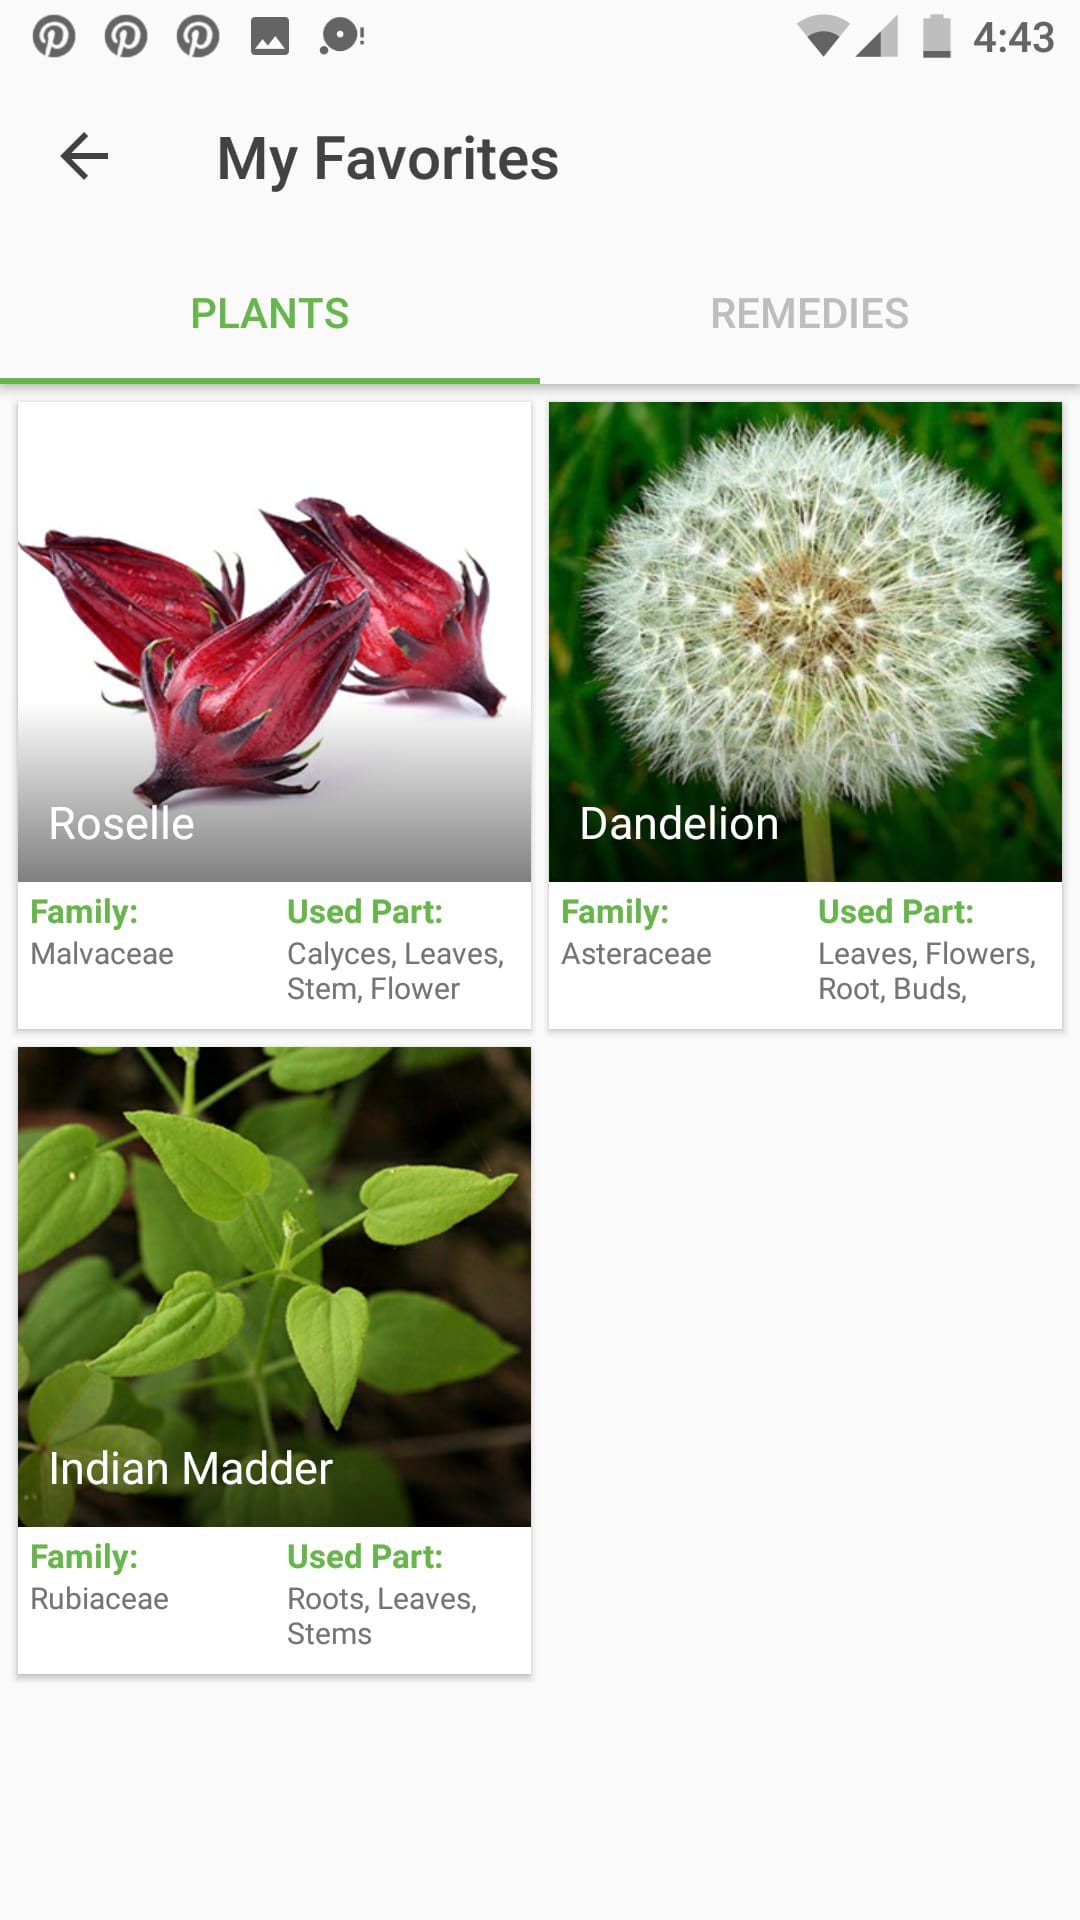 4:43
My Favorites
PLANTS
REMEDIES
Roselle
Family:
Malvaceae
Used Part:
Calyces, Leaves,
Stem, Flower
Dandelion
Family:
Asteraceae
Used Part:
Leaves, Flowers,
Root, Buds,
Indian Madder
Family:
Rubiaceae
Used Part:
Roots, Leaves,
Stems